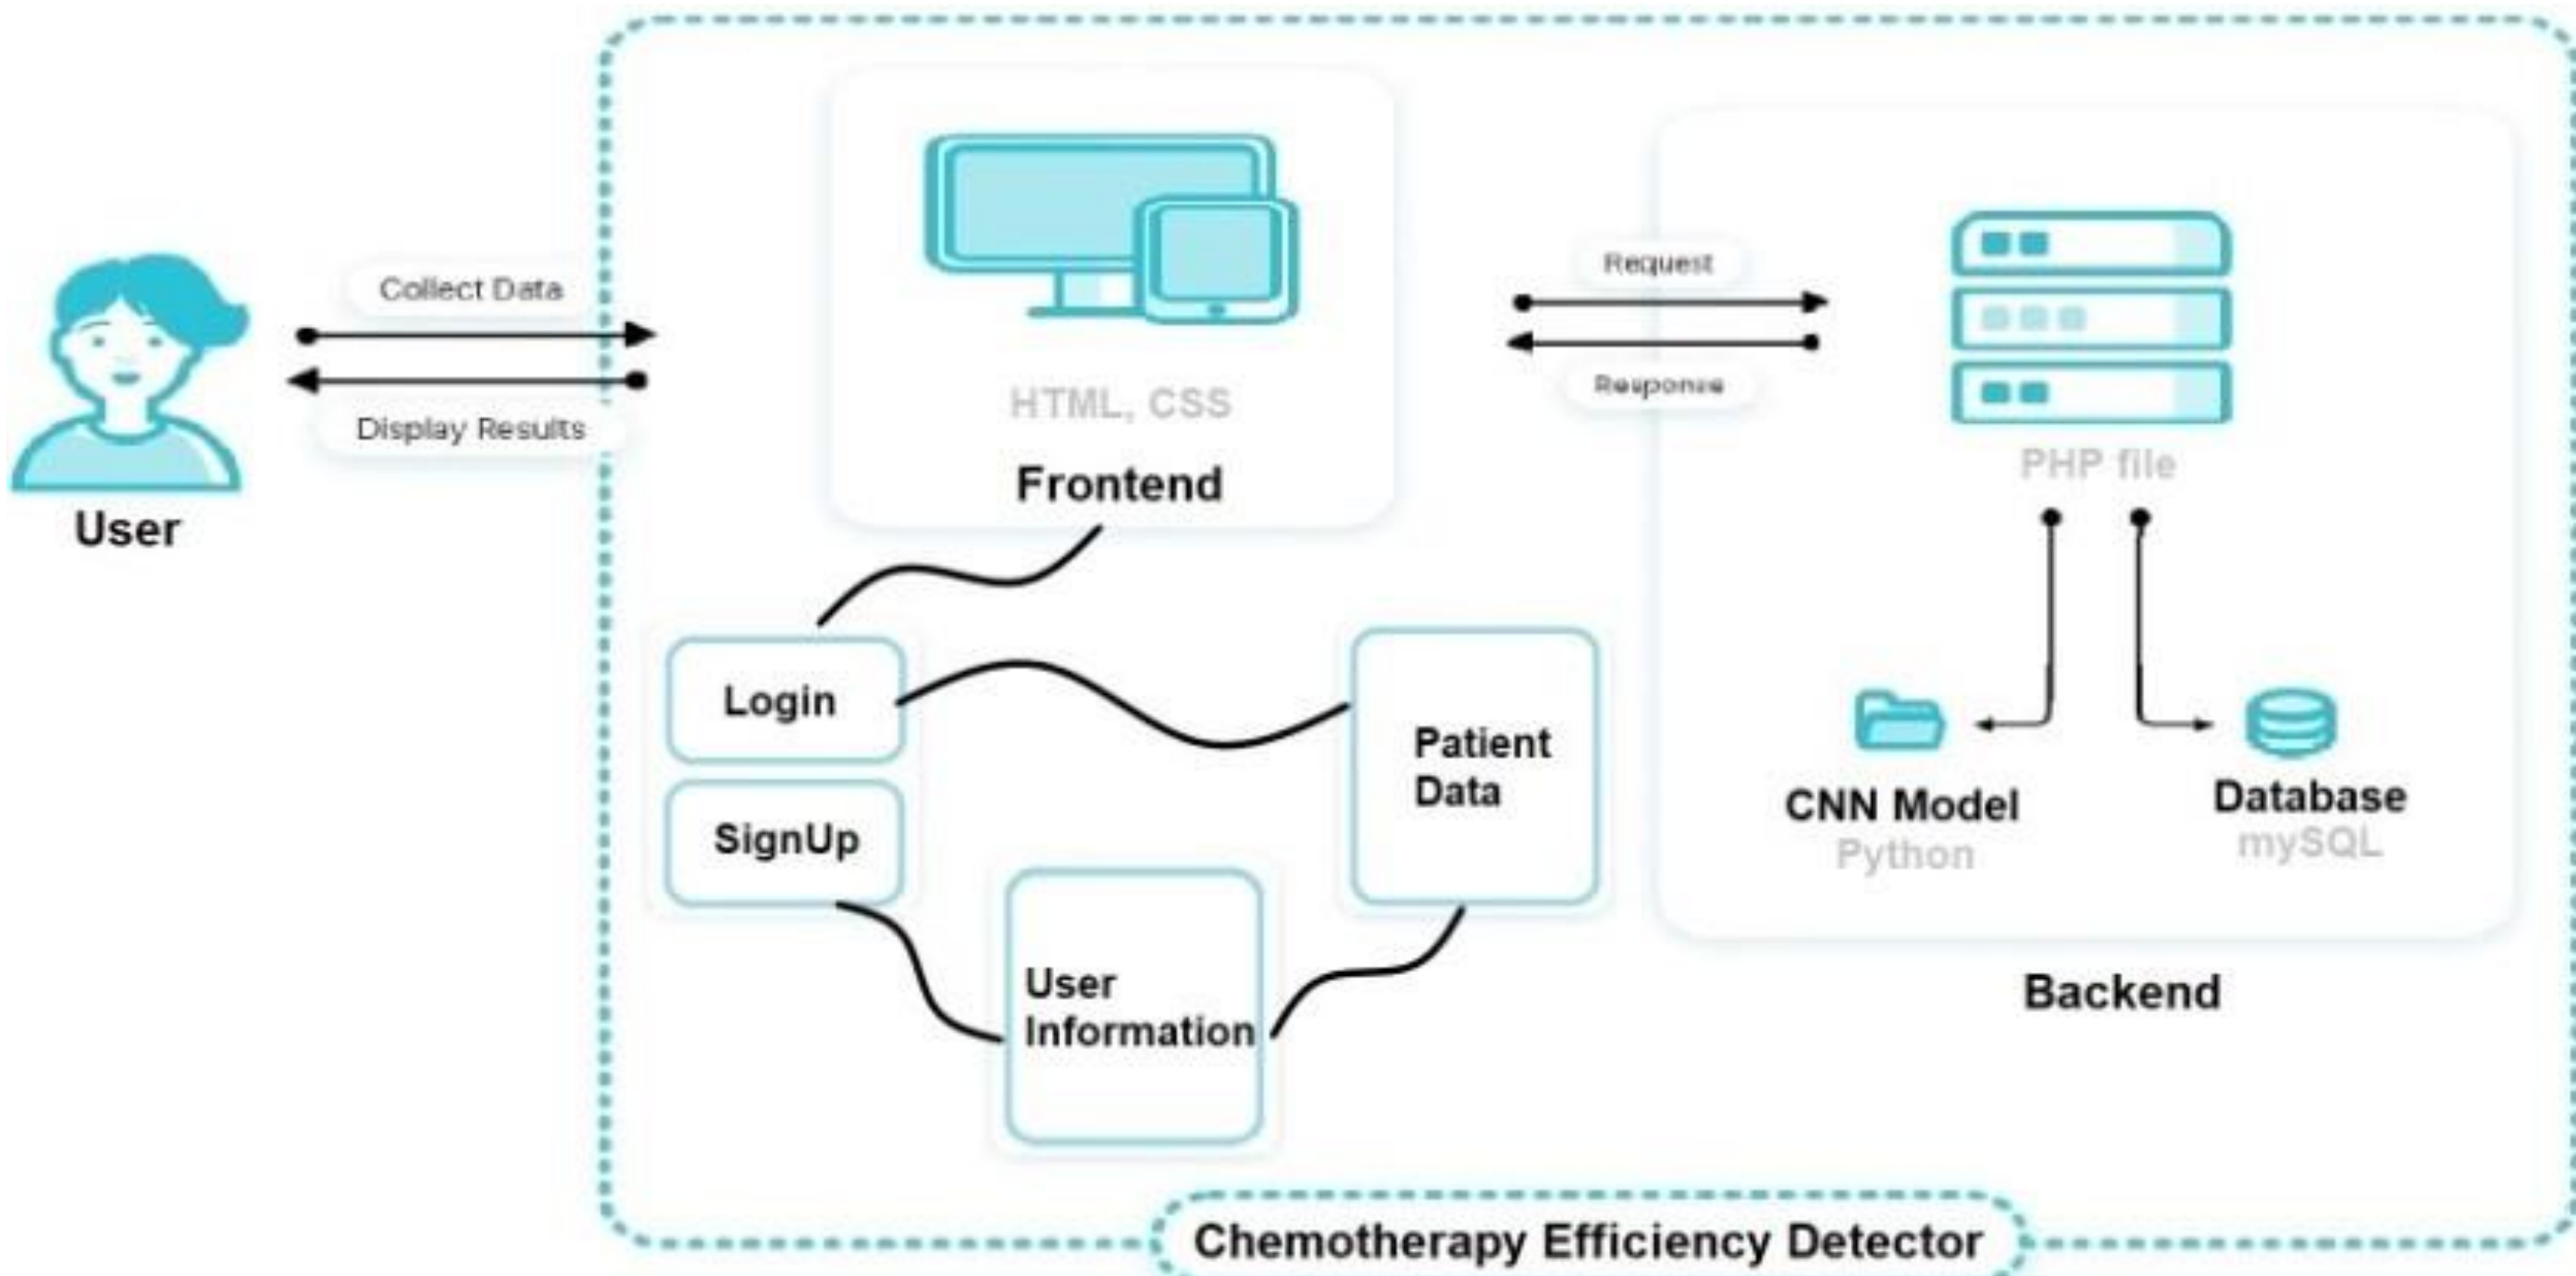 Collect Data
Display Results
User
HTML, CSS
Frontend
Request
Response
PHP file
Login
SignUp
Patient
Data
User
Information
CNN Model
Python
Database
mySQL
Backend
Chemotherapy Efficiency Detector